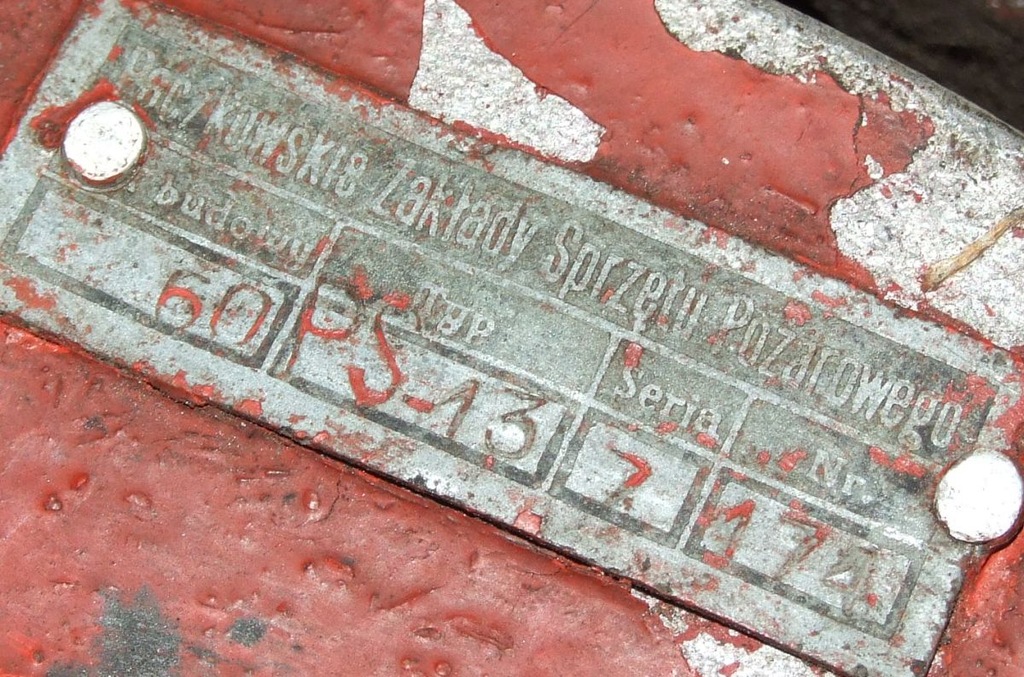 Zakłady Sprzętu Pożarowego
budowy Typ Seria Nr.
60 PS-13 7 174